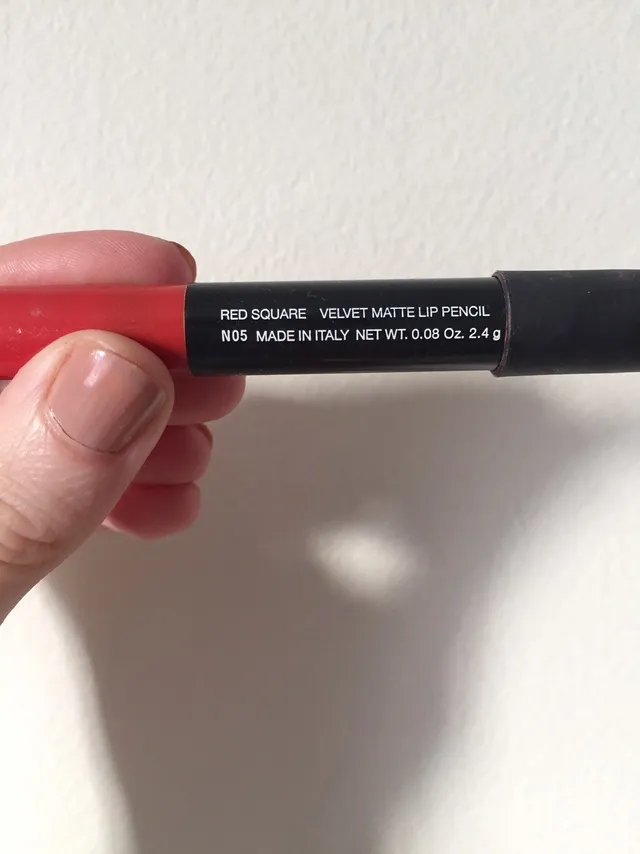 RED SQUARE VELVET MATTE LIP PENCIL
N05 MADE IN ITALY NET WT. 0.08 Oz. 2.4 g